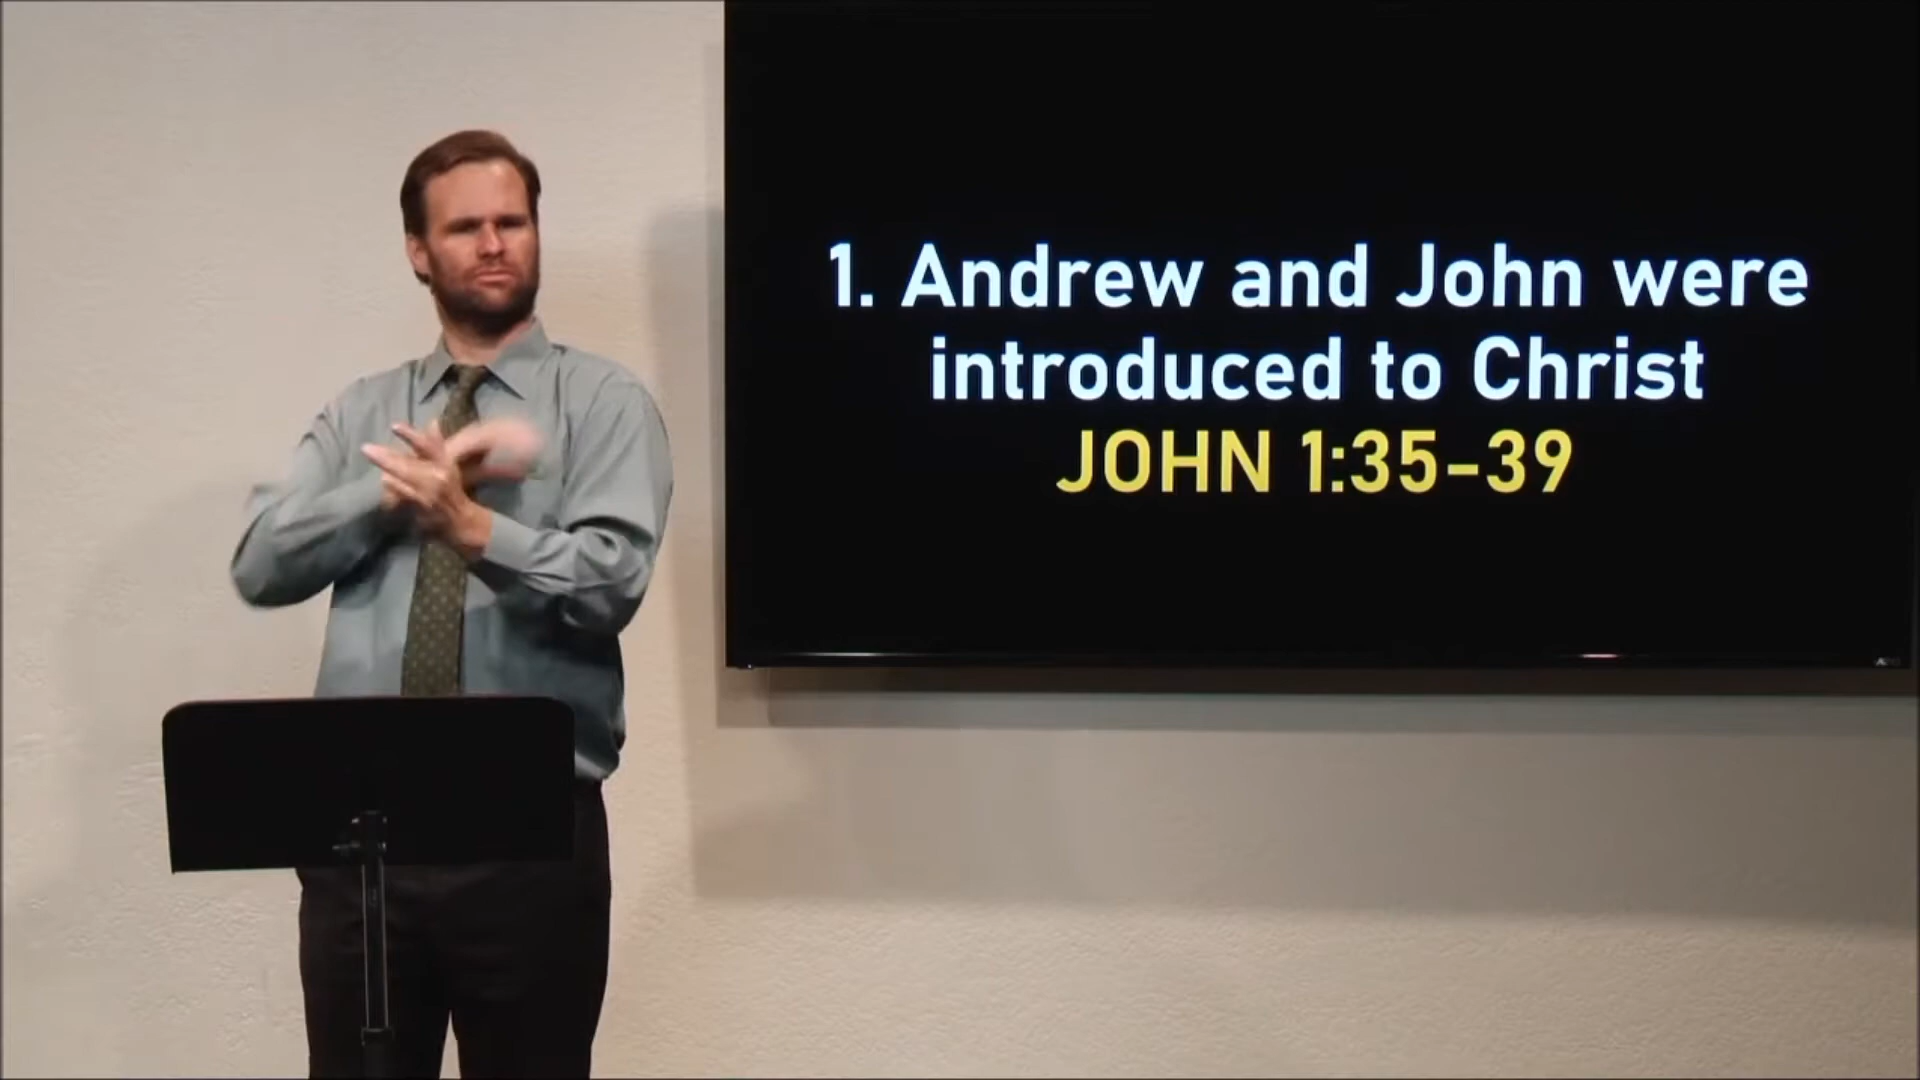 1. Andrew and John were
introduced to Christ
JOHN 1:35–39